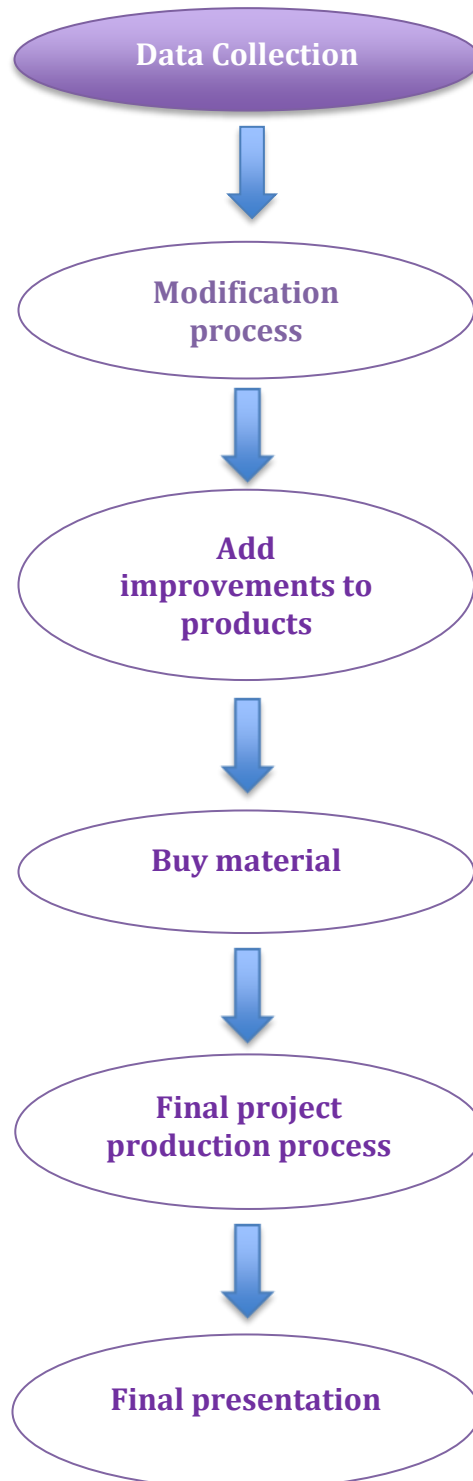 Data Collection
Modification
process
Add
improvements to
products
Buy material
Final project
production process
Final presentation